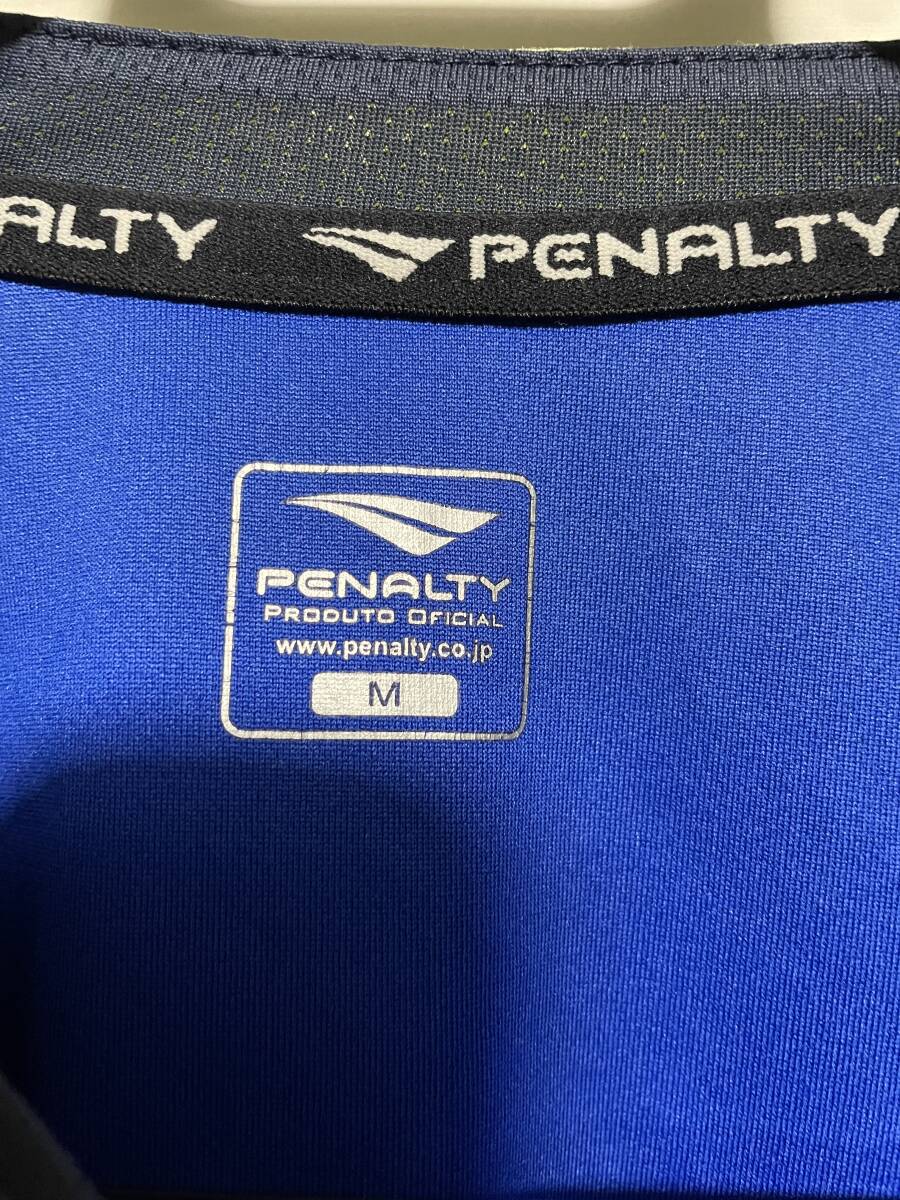 ALTY PENALTY
PENALTY
PRODUTO OFICIAL
www.penalty.co.jp
M